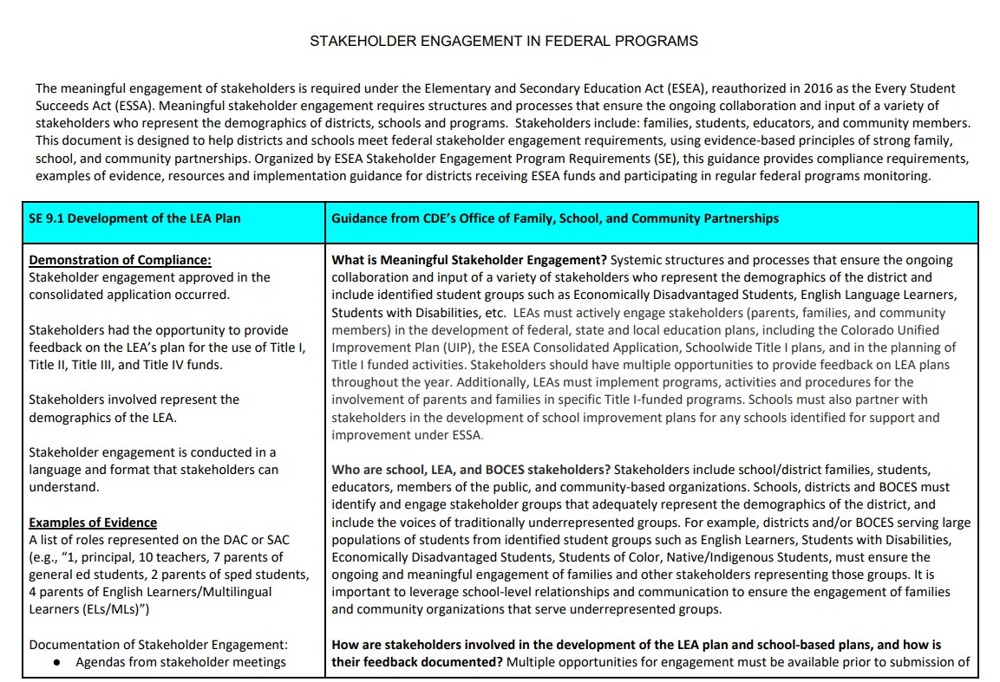 STAKEHOLDER ENGAGEMENT IN FEDERAL PROGRAMS
The meaningful engagement of stakeholders is required under the Elementary and Secondary Education Act (ESEA), reauthorized in 2016 as the Every Student
Succeeds Act (ESSA). Meaningful stakeholder engagement requires structures and processes that ensure the ongoing collaboration and input of a variety of
stakeholders who represent the demographics of districts, schools and programs.  Stakeholders include: families, students, educators, and community members.
This document is designed to help districts and schools meet federal stakeholder engagement requirements, using evidence-based principles of strong family,
school, and community partnerships. Organized by ESEA Stakeholder Engagement Program Requirements (SE), this guidance provides compliance requirements,
examples of evidence, resources and implementation guidance for districts receiving ESEA funds and participating in regular federal programs monitoring.
SE 9.1 Development of the LEA Plan
Demonstration of Compliance:
Stakeholder engagement approved in the
consolidated application occurred.
Stakeholders had the opportunity to provide
feedback on the LEA's plan for the use of Title I,
Title II, Title III, and Title IV funds.
Stakeholders involved represent the
demographics of the LEA.
Stakeholder engagement is conducted in a
language and format that stakeholders can
understand.
Examples of Evidence
A list of roles represented on the DAC or SAC
(e.g., "1, principal, 10 teachers, 7 parents of
general ed students, 2 parents of sped students,
4 parents of English Learners/Multilingual
Learners (ELs/MLs)")
Documentation of Stakeholder Engagement:
● Agendas from stakeholder meetings
Guidance from CDE's Office of Family, School, and Community Partnerships
What is Meaningful Stakeholder Engagement? Systemic structures and processes that ensure the ongoing
collaboration and input of a variety of stakeholders who represent the demographics of the district and
include identified student groups such as Economically Disadvantaged Students, English Language Learners,
Students with Disabilities, etc.  LEAs must actively engage stakeholders (parents, families, and community
members) in the development of federal, state and local education plans, including the Colorado Unified
Improvement Plan (UIP), the ESEA Consolidated Application, Schoolwide Title I plans, and in the planning of
Title I funded activities. Stakeholders should have multiple opportunities to provide feedback on LEA plans
throughout the year. Additionally, LEAs must implement programs, activities and procedures for the
involvement of parents and families in specific Title I-funded programs. Schools must also partner with
stakeholders in the development of school improvement plans for any schools identified for support and
improvement under ESSA.
Who are school, LEA, and BOCES stakeholders? Stakeholders include school/district families, students,
educators, members of the public, and community-based organizations. Schools, districts and BOCES must
identify and engage stakeholder groups that adequately represent the demographics of the district, and
include the voices of traditionally underrepresented groups. For example, districts and/or BOCES serving large
populations of students from identified student groups such as English Learners, Students with Disabilities,
Economically Disadvantaged Students, Students of Color, Native/Indigenous Students, must ensure the
ongoing and meaningful engagement of families and other stakeholders representing those groups. It is
important to leverage school-level relationships and communication to ensure the engagement of families
and community organizations that serve underrepresented groups.
How are stakeholders involved in the development of the LEA plan and school-based plans, and how is
their feedback documented? Multiple opportunities for engagement must be available prior to submission of